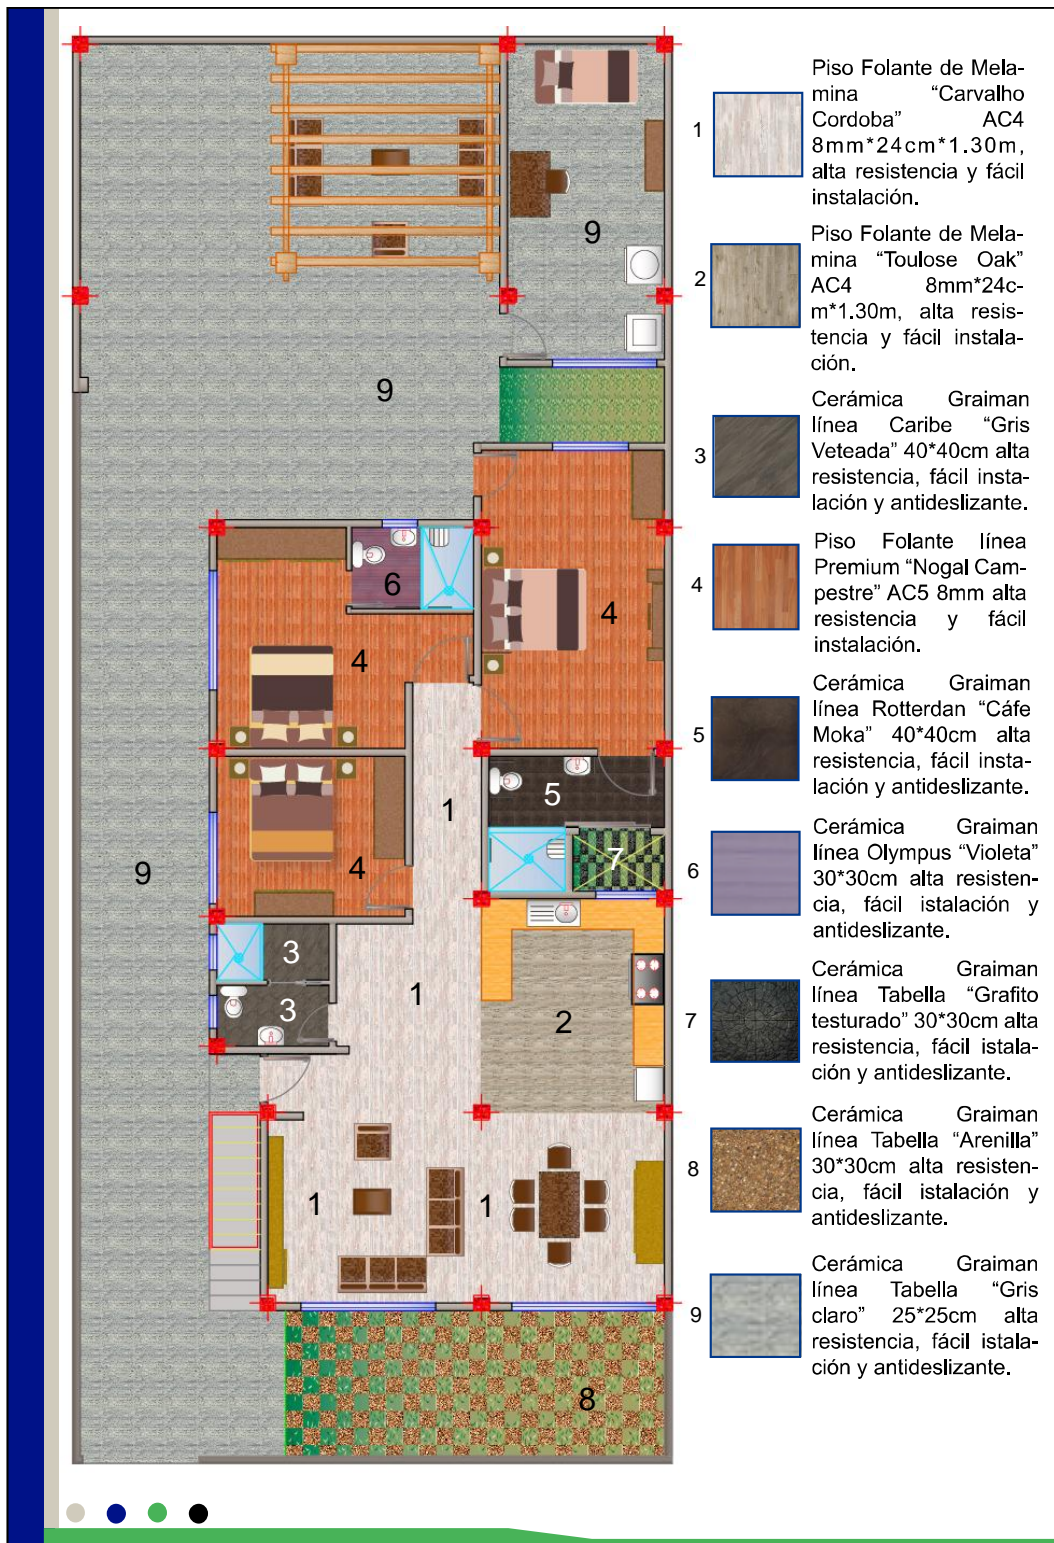 9
9
6
4
4
1
5
7
4
9
3
1
3
2
1
1
8
1
Piso Folante de Mela-
mina “Carvalho
Cordoba” AC4
8mm*24cm*1.30m,
alta resistencia y fácil
instalación.
2
Piso Folante de Mela-
mina “Toulose Oak”
AC4 8mm*24c-
m*1.30m, alta resis-
tencia y fácil instala-
ción.
3
Cerámica Graiman
línea Caribe “Gris
Veteada” 40*40cm alta
resistencia, fácil insta-
lación y antideslizante.
4
Piso Folante línea
Premium “Nogal Cam-
pestre” AC5 8mm alta
resistencia y fácil
instalación.
5
Cerámica Graiman
línea Rotterdan “Cáfe
Moka” 40*40cm alta
resistencia, fácil insta-
lación y antideslizante.
6
Cerámica Graiman
línea Olympus “Violeta”
30*30cm alta resisten-
cia, fácil istalación y
antideslizante.
7
Cerámica Graiman
línea Tabella “Grafito
testurado” 30*30cm alta
resistencia, fácil istala-
ción y antideslizante.
8
Cerámica Graiman
línea Tabella “Arenilla”
30*30cm alta resisten-
cia, fácil istalación y
antideslizante.
9
Cerámica Graiman
línea Tabella “Gris
claro” 25*25cm alta
resistencia, fácil istala-
ción y antideslizante.